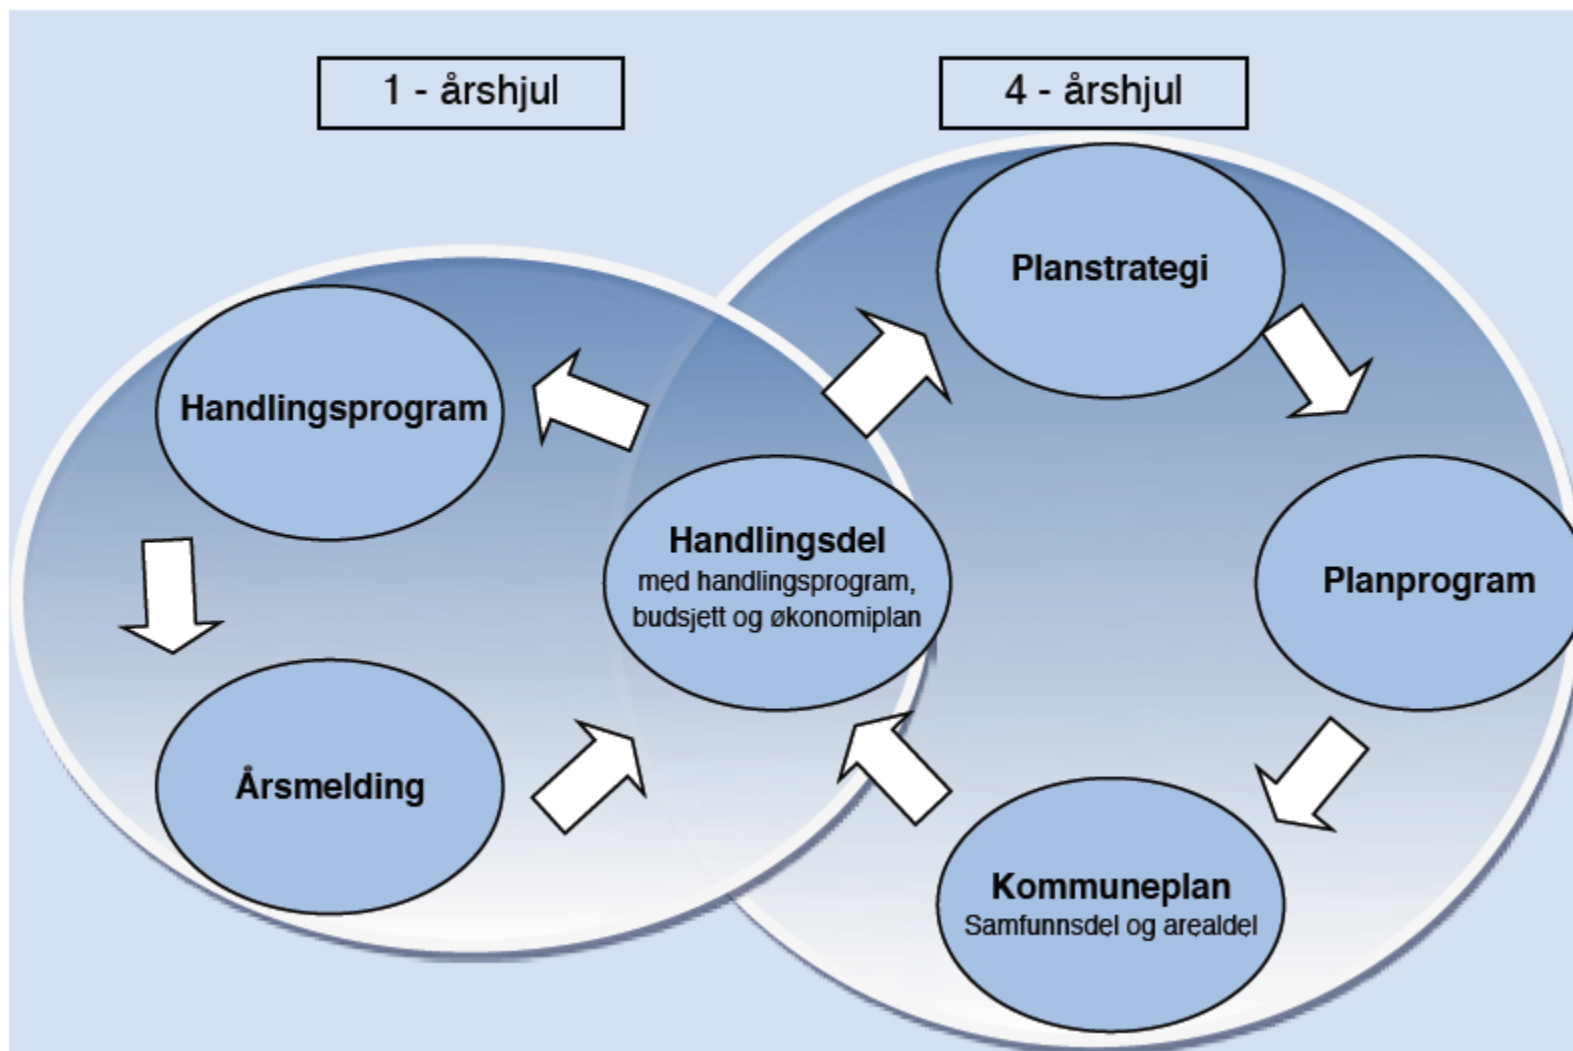 1 - årshjul
4 - årshjul
Planstrategi
Handlingsprogram
Handlingsdel
med handlingsprogram,
budsjett og økonomiplan
Planprogram
Årsmelding
Kommuneplan
Samfunnsdel og arealdel